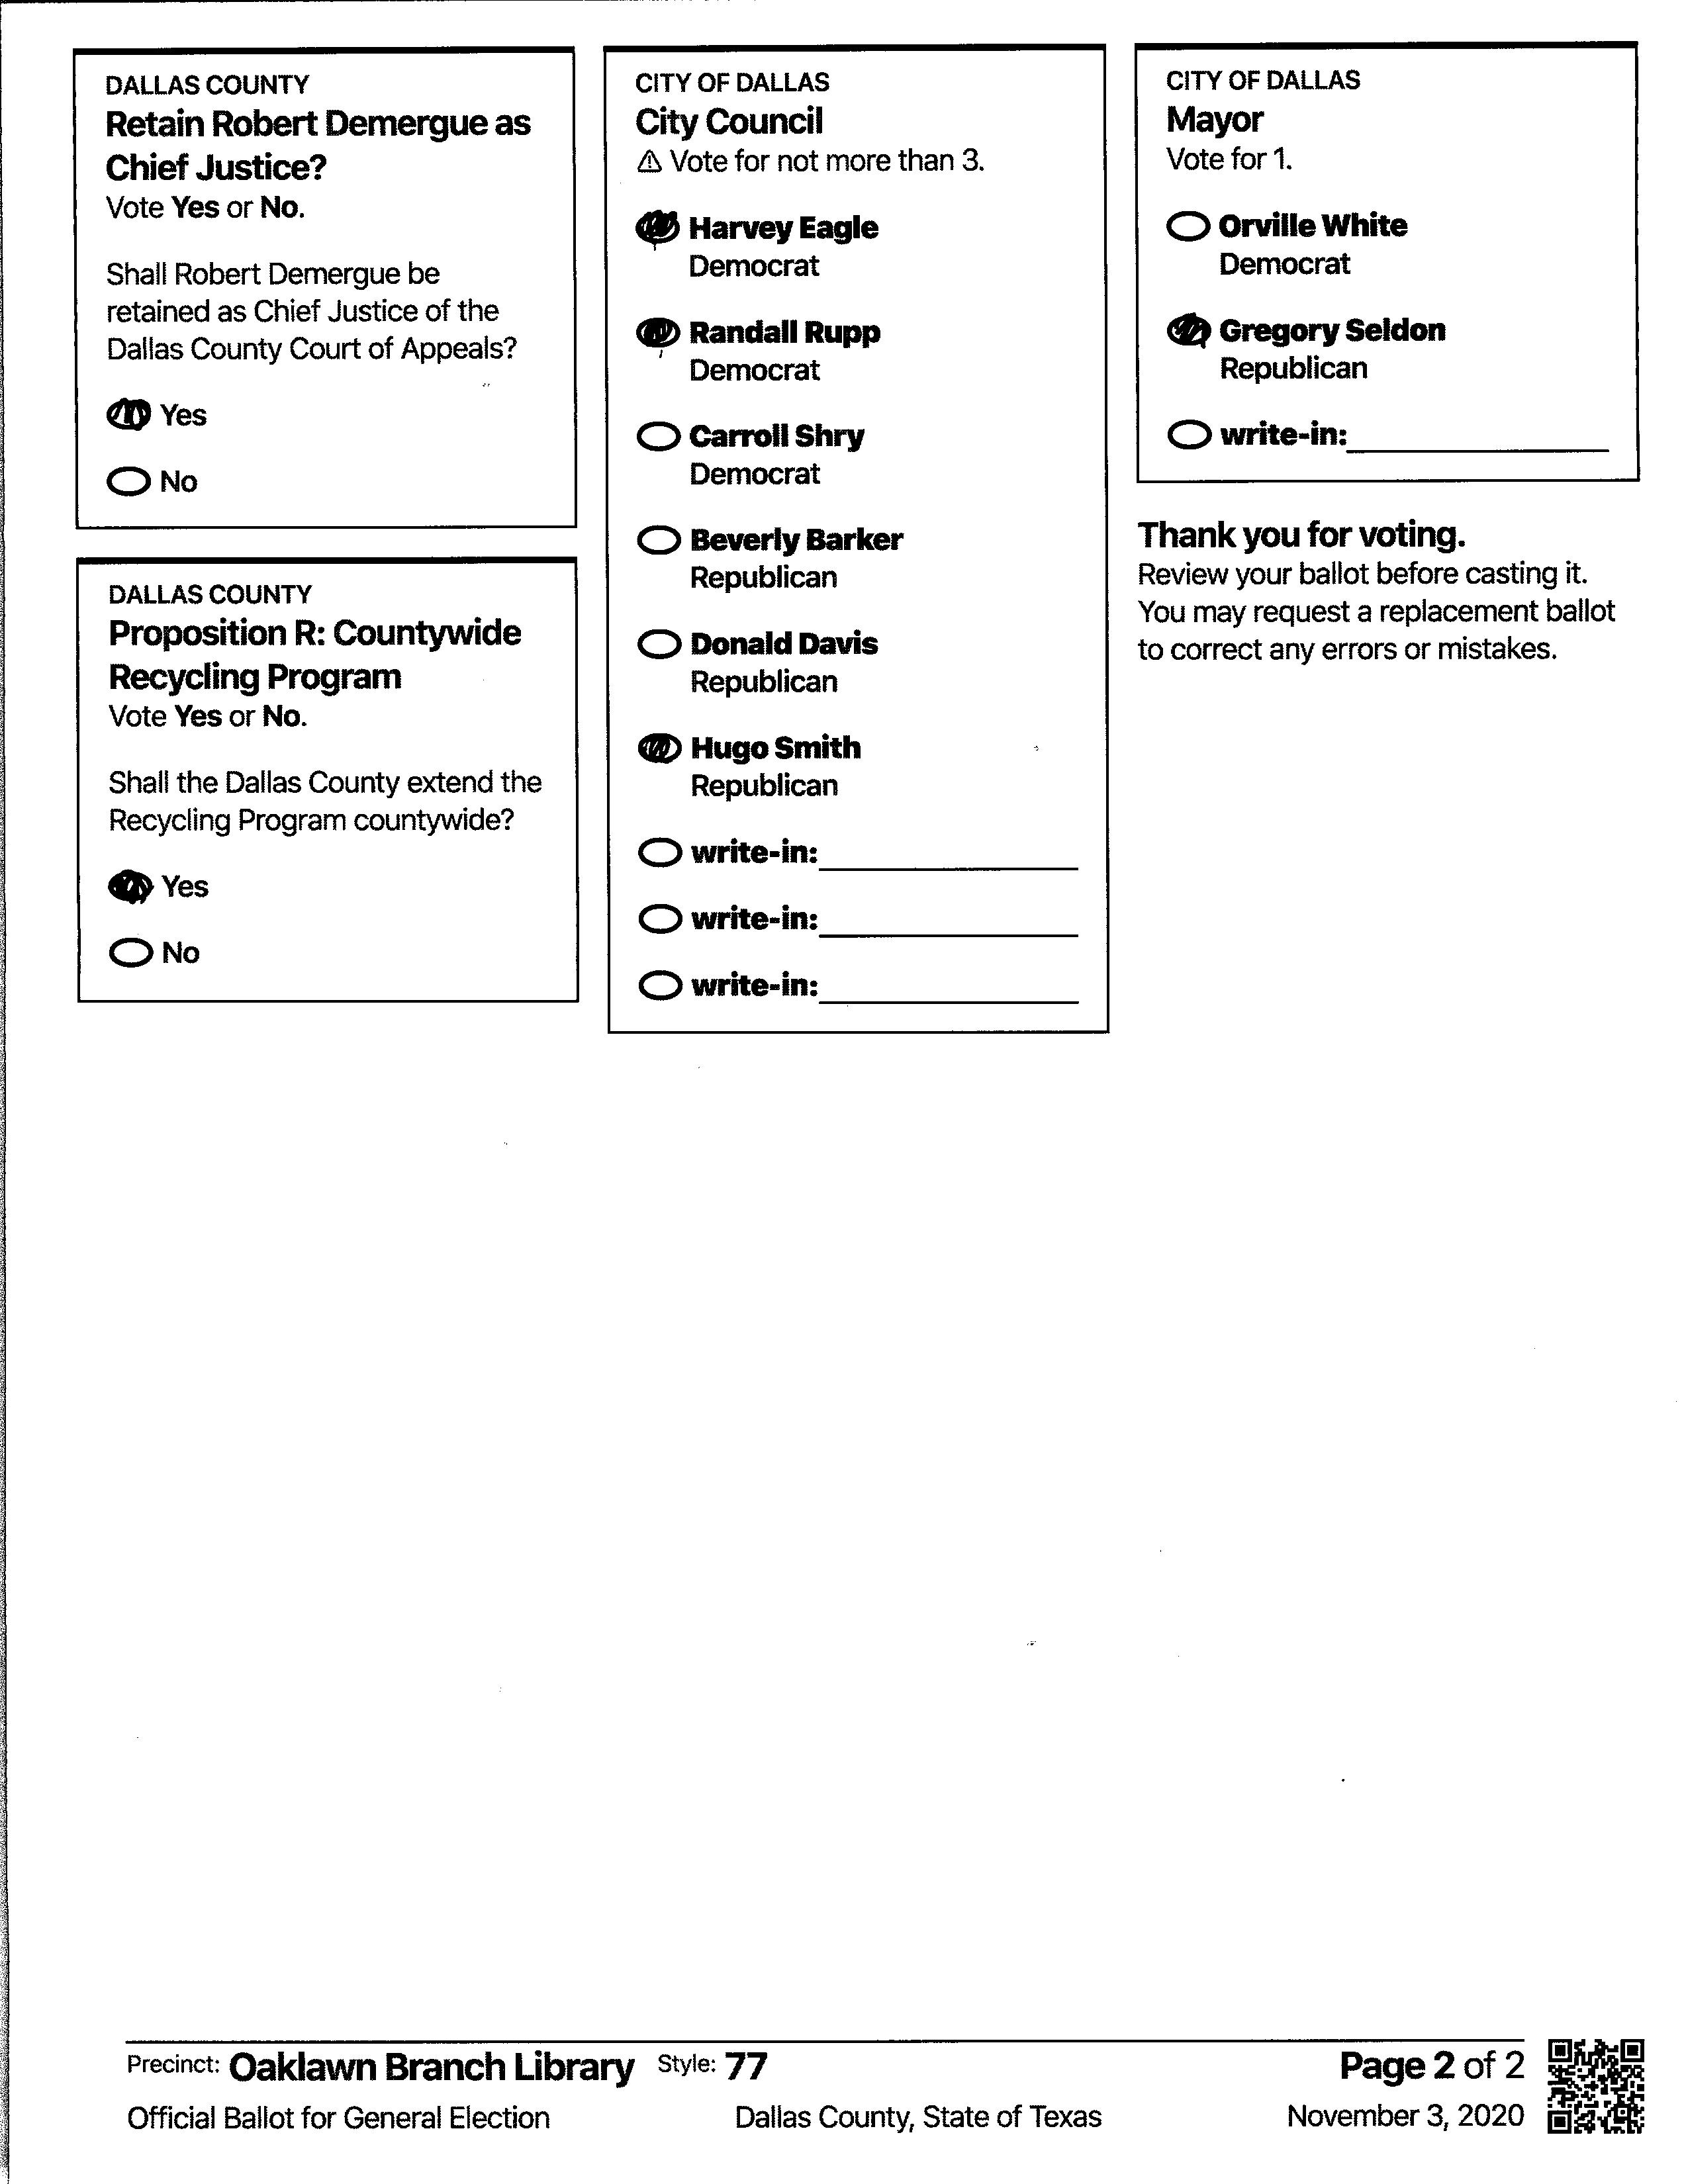 DALLAS COUNTY
Retain Robert Demergue as
Chief Justice?
Vote Yes or No.
Shall Robert Demergue be
retained as Chief Justice of the
Dallas County Court of Appeals?
Yes
No
DALLAS COUNTY
Proposition R: Countywide
Recycling Program
Vote Yes or No.
Shall the Dallas County extend the
Recycling Program countywide?
Yes
No
CITY OF DALLAS
City Council
⚠ Vote for not more than 3.
Harvey Eagle
Democrat
Randall Rupp
Democrat
Carroll Shry
Democrat
Beverly Barker
Republican
Donald Davis
Republican
Hugo Smith
Republican
write-in:
write-in:
write-in:
CITY OF DALLAS
Mayor
Vote for 1.
Orville White
Democrat
Gregory Seldon
Republican
write-in:
Thank you for voting.
Review your ballot before casting it.
You may request a replacement ballot
to correct any errors or mistakes.
Precinct: Oaklawn Branch Library Style: 77 Page 2 of 2
Official Ballot for General Election Dallas County, State of Texas November 3, 2020